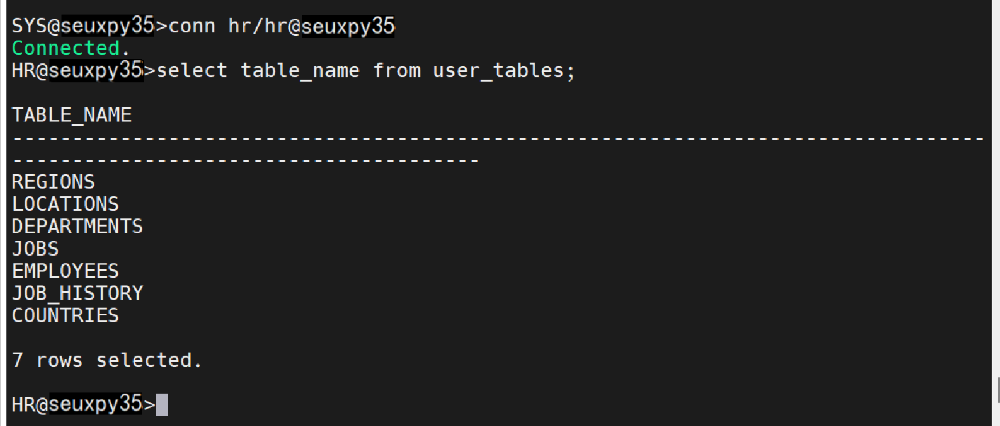 SYS@seuxpy35>conn hr/hr@seuxpy35
Connected.
HR@seuxpy35>select table_name from user_tables;
TABLE_NAME
----------------------------------------------------------------------------------
---------------------------------------
REGIONS
LOCATIONS
DEPARTMENTS
JOBS
EMPLOYEES
JOB_HISTORY
COUNTRIES
7 rows selected.
HR@seuxpy35>